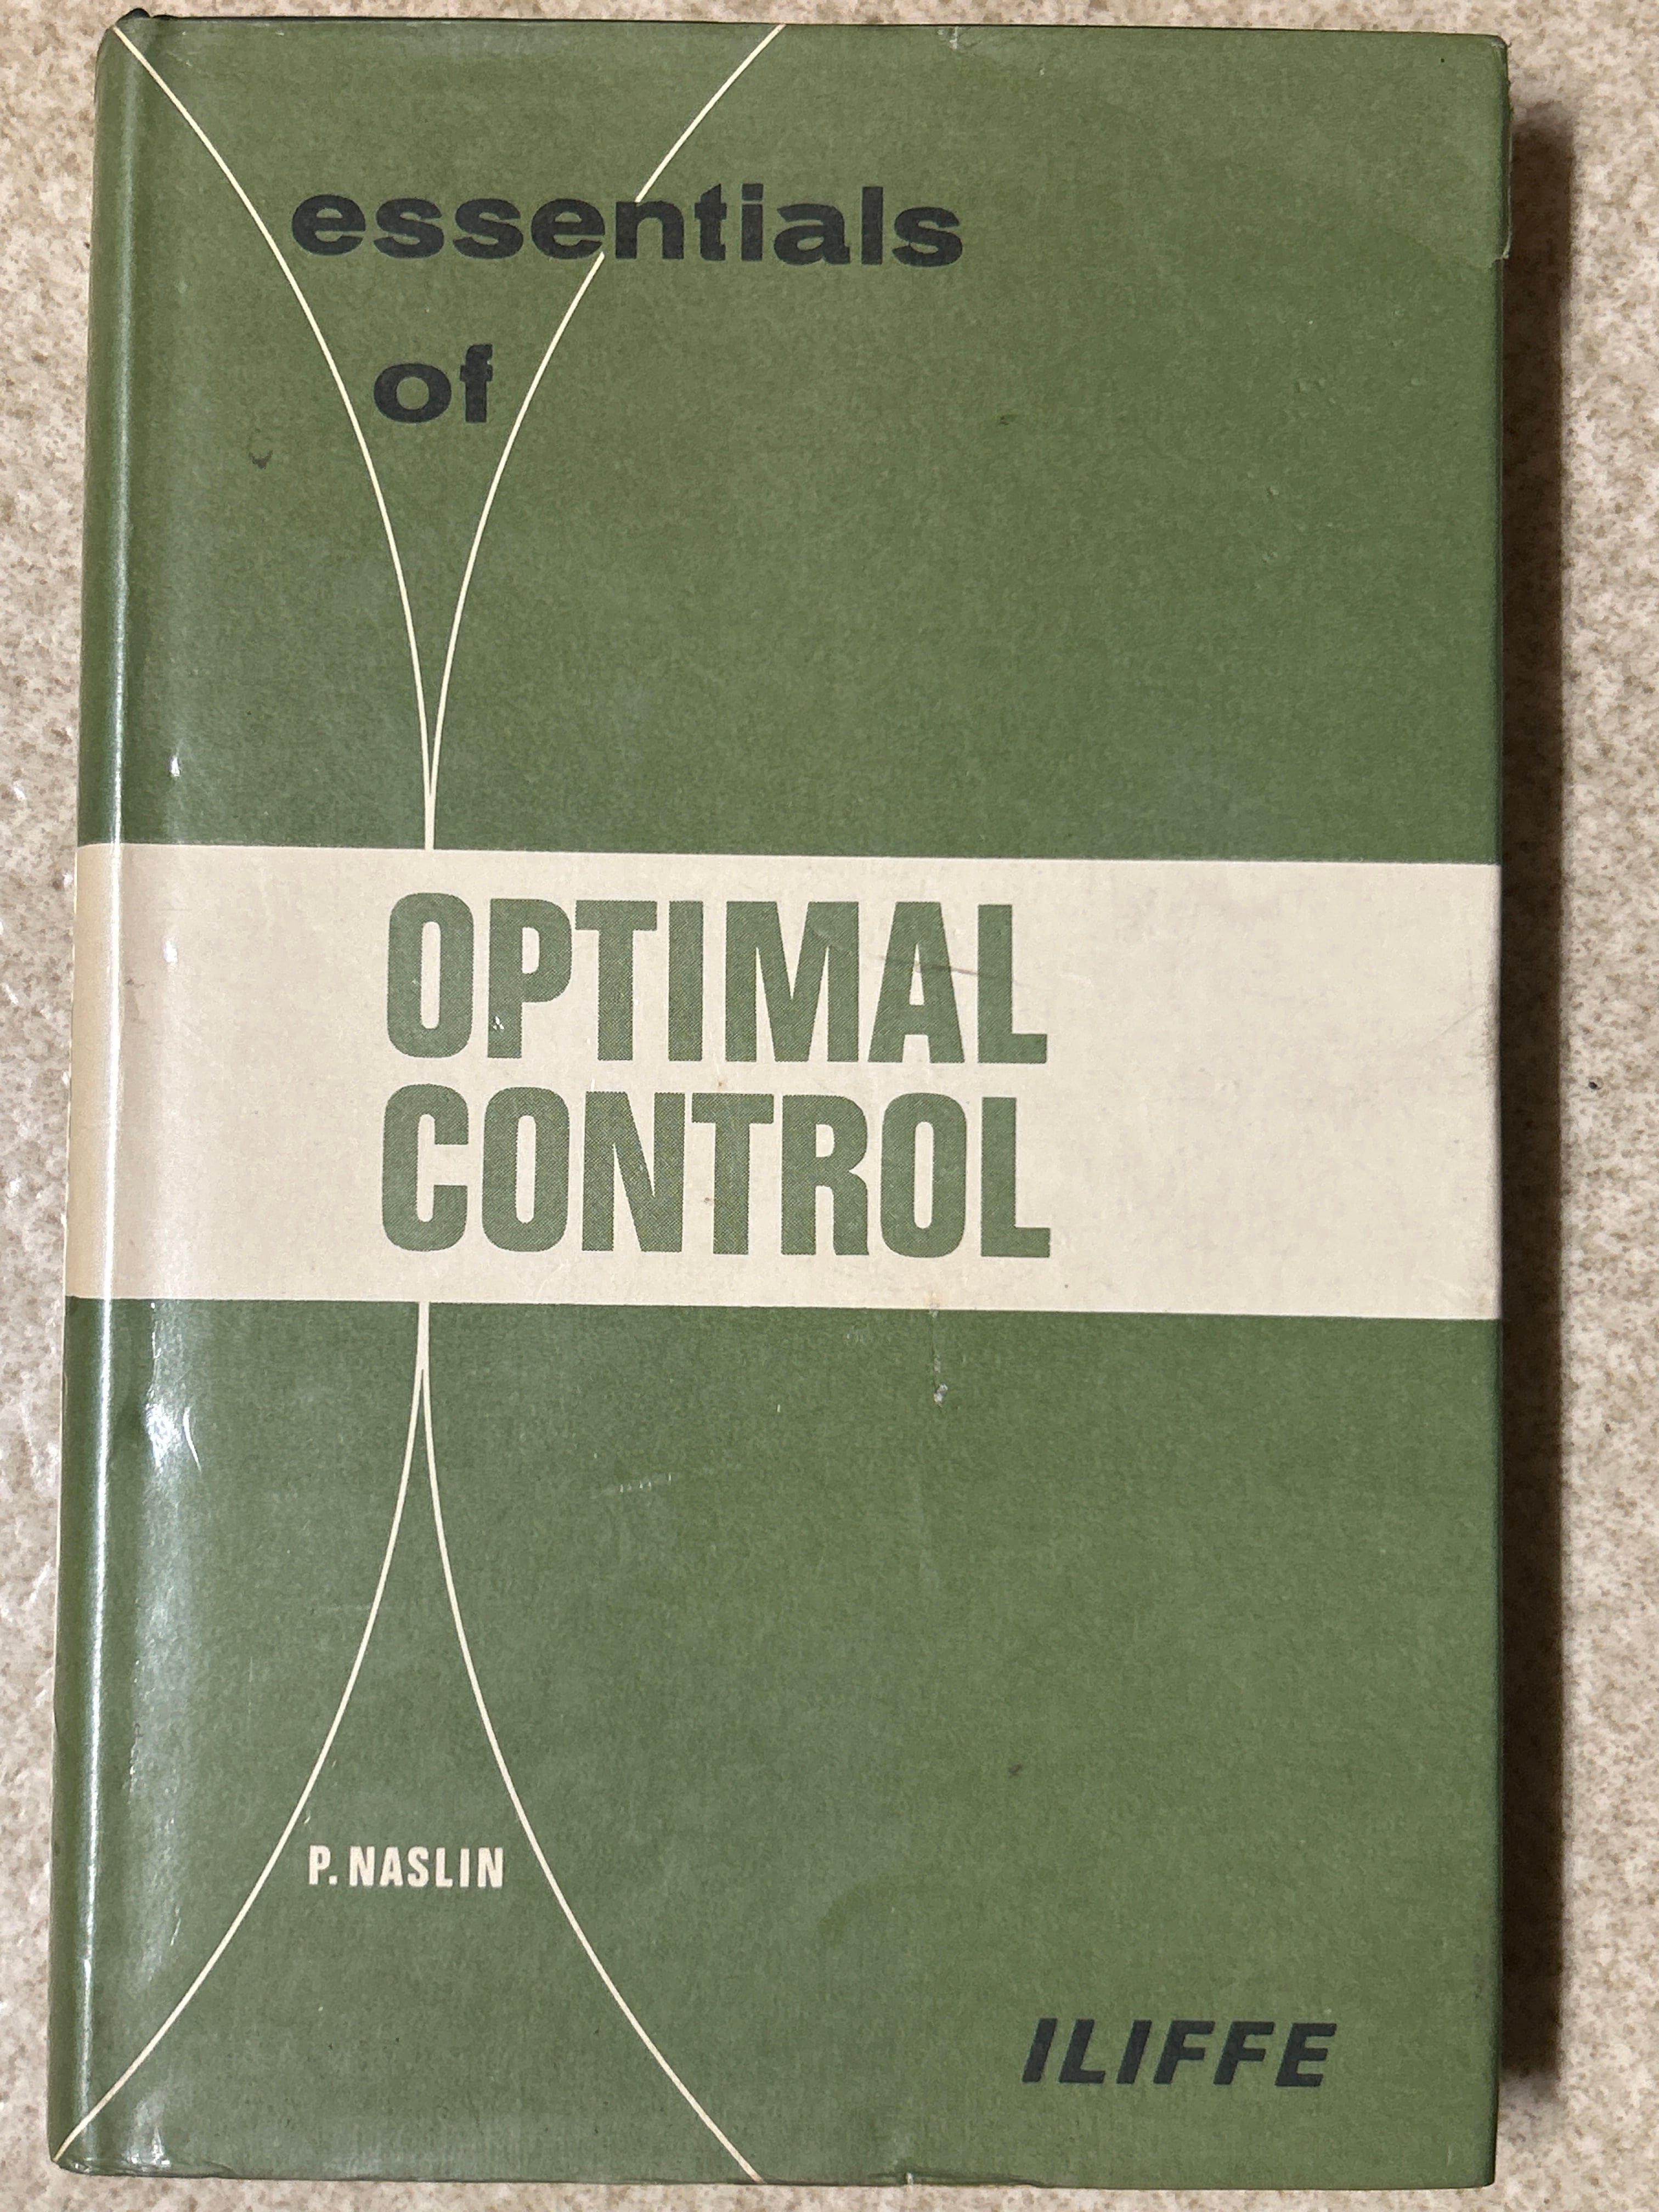 essentials
of
OPTIMAL
CONTROL
P. NASLIN
ILIFFE